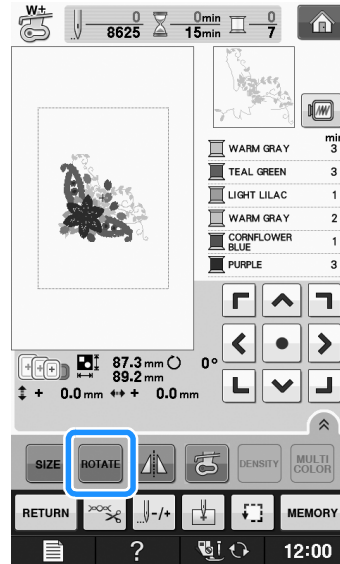 W+
0 0min 0
8625 15min 7
min
WARM GRAY 3
TEAL GREEN 3
LIGHT LILAC 1
WARM GRAY 2
CORNFLOWER
BLUE 1
PURPLE 3
87.3 mm 0°
89.2 mm
+ 0.0 mm + 0.0 mm
SIZE ROTATE DENSITY MULTI
COLOR
RETURN -/+ MEMORY
? 12:00